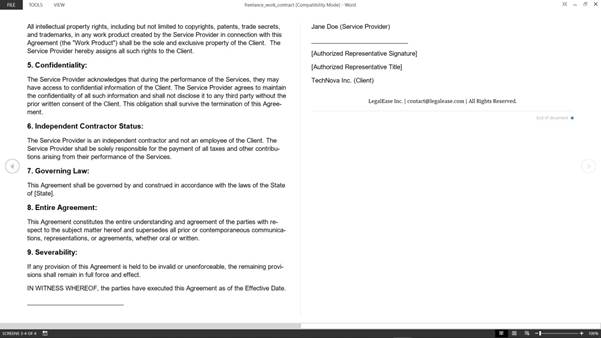 FILE TOOLS VIEW
freelance_work_contract [Compatibility Mode] - Word
All intellectual property rights, including but not limited to copyrights, patents, trade secrets,
and trademarks, in any work product created by the Service Provider in connection with this
Agreement (the "Work Product") shall be the sole and exclusive property of the Client. The
Service Provider hereby assigns all such rights to the Client.
5. Confidentiality:
The Service Provider acknowledges that during the performance of the Services, they may
have access to confidential information of the Client. The Service Provider agrees to maintain
the confidentiality of all such information and shall not disclose it to any third party without the
prior written consent of the Client. This obligation shall survive the termination of this Agree-
ment.
6. Independent Contractor Status:
The Service Provider is an independent contractor and not an employee of the Client. The
Service Provider shall be solely responsible for the payment of all taxes and other contribu-
tions arising from their performance of the Services.
7. Governing Law:
This Agreement shall be governed by and construed in accordance with the laws of the State
of [State].
8. Entire Agreement:
This Agreement constitutes the entire understanding and agreement of the parties with re-
spect to the subject matter hereof and supersedes all prior or contemporaneous communica-
tions, representations, or agreements, whether oral or written.
9. Severability:
If any provision of this Agreement is held to be invalid or unenforceable, the remaining provi-
sions shall remain in full force and effect.
IN WITNESS WHEREOF, the parties have executed this Agreement as of the Effective Date.
Jane Doe (Service Provider)
[Authorized Representative Signature]
[Authorized Representative Title]
TechNova Inc. (Client)
LegalEase Inc. | contact@legalease.com | All Rights Reserved.
End of document
SCREENS 3-4 OF 4
100%